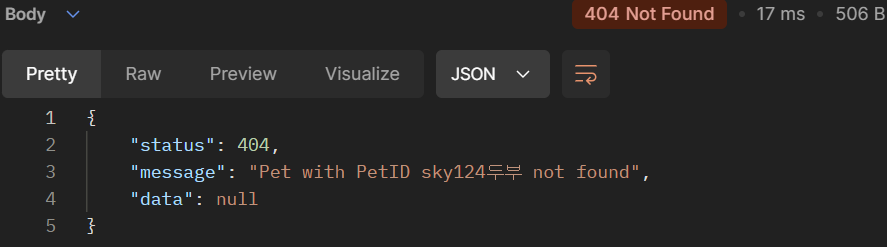 Body 404 Not Found • 17 ms • 506 B
Pretty Raw Preview Visualize JSON
1 {
2 "status": 404,
3 "message": "Pet with PetID sky124두부 not found",
4 "data": null
5 }